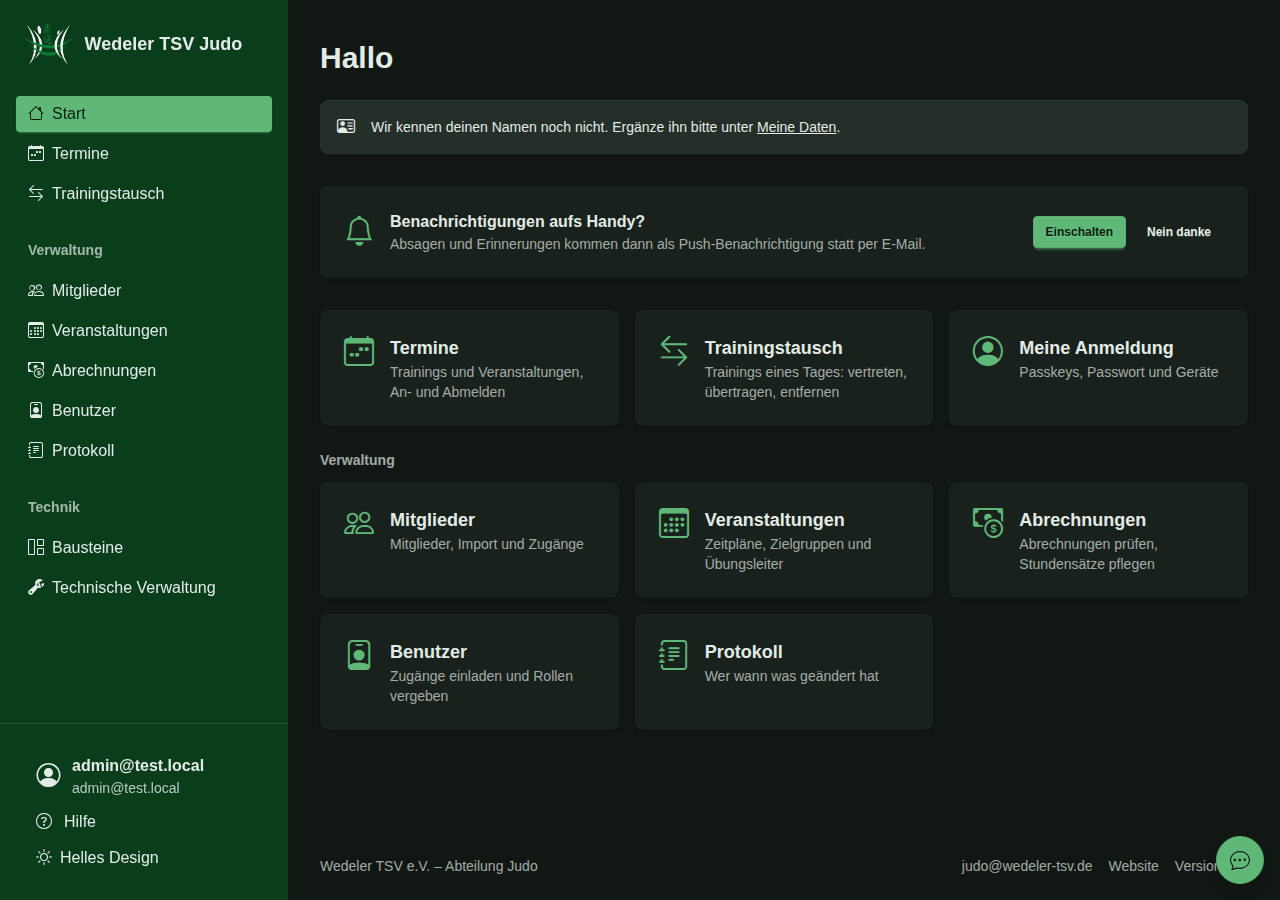 Wedeler TSV Judo
Start
Termine
Trainingstausch
Verwaltung
Mitglieder
Veranstaltungen
Abrechnungen
Benutzer
Protokoll
Technik
Bausteine
Technische Verwaltung
admin@test.local
admin@test.local
Hilfe
Helles Design
Hallo
Wir kennen deinen Namen noch nicht. Ergänze ihn bitte unter Meine Daten.
Benachrichtigungen aufs Handy?
Absagen und Erinnerungen kommen dann als Push-Benachrichtigung statt per E-Mail.
Einschalten
Nein danke
Termine
Trainings und Veranstaltungen,
An- und Abmelden
Trainingstausch
Trainings eines Tages: vertreten,
übertragen, entfernen
Meine Anmeldung
Passkeys, Passwort und Geräte
Verwaltung
Mitglieder
Mitglieder, Import und Zugänge
Veranstaltungen
Zeitpläne, Zielgruppen und
Übungsleiter
Abrechnungen
Abrechnungen prüfen,
Stundensätze pflegen
Benutzer
Zugänge einladen und Rollen
vergeben
Protokoll
Wer wann was geändert hat
Wedeler TSV e.V. – Abteilung Judo
judo@wedeler-tsv.de Website